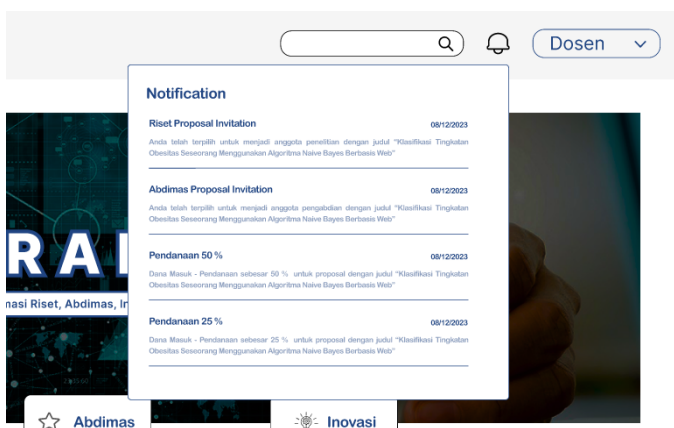 Dosen
Notification
Riset Proposal Invitation 08/12/2023
Anda telah terpilih untuk menjadi anggota penelitian dengan judul "Klasifikasi Tingkatan
Obesitas Seseorang Menggunakan Algoritma Naive Bayes Berbasis Web"
Abdimas Proposal Invitation 08/12/2023
Anda telah terpilih untuk menjadi anggota pengabdian dengan judul "Klasifikasi Tingkatan
Obesitas Seseorang Menggunakan Algoritma Naive Bayes Berbasis Web"
Pendanaan 50 % 08/12/2023
Dana Masuk - Pendanaan sebesar 50 % untuk proposal dengan judul "Klasifikasi Tingkatan
Obesitas Seseorang Menggunakan Algoritma Naive Bayes Berbasis Web"
RA
masi Riset, Abdimas, In
Pendanaan 25 % 08/12/2023
Dana Masuk - Pendanaan sebesar 25 % untuk proposal dengan judul "Klasifikasi Tingkatan
Obesitas Seseorang Menggunakan Algoritma Naive Bayes Berbasis Web"
Abdimas
Inovasi